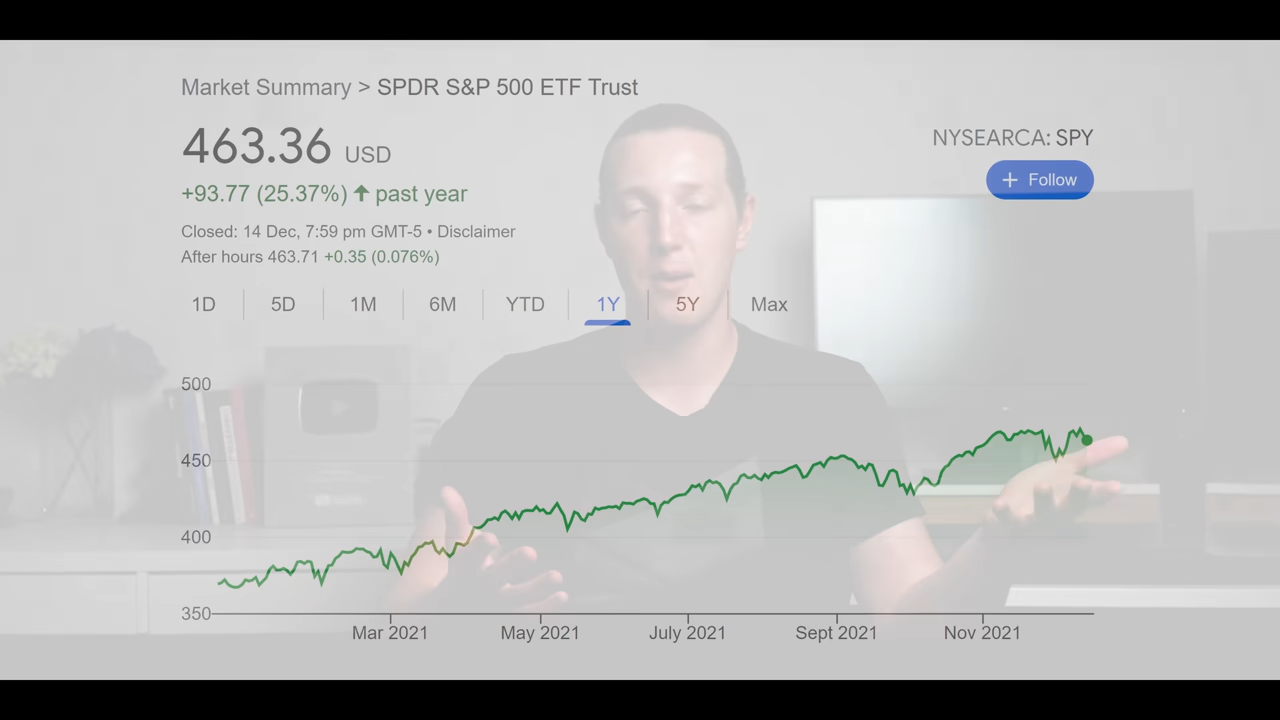 Market Summary > SPDR S&P 500 ETF Trust
463.36 USD
NYSEARCA: SPY
+ Follow
+93.77 (25.37%) ↑ past year
Closed: 14 Dec, 7:59 pm GMT-5 • Disclaimer
After hours 463.71 +0.35 (0.076%)
1D 5D 1M 6M YTD 1Y 5Y Max
500
450
400
350
Mar 2021 May 2021 July 2021 Sept 2021 Nov 2021